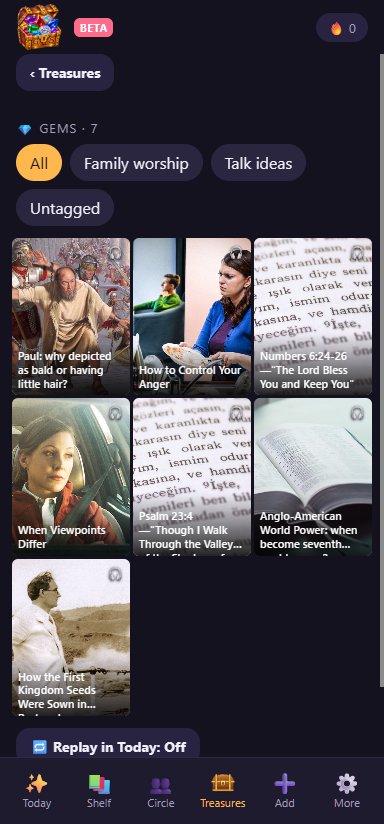 BETA
0
‹ Treasures
GEMS · 7
All
Family worship
Talk ideas
Untagged
Paul: why depicted
as bald or having
little hair?
How to Control Your
Anger
Numbers 6:24-26
—"The Lord Bless
You and Keep You"
When Viewpoints
Differ
Psalm 23:4
—"Though I Walk
Through the Valley...
Anglo-American
World Power: when
become seventh...
How the First
Kingdom Seeds
Were Sown in...
Replay in Today: Off
Today
Shelf
Circle
Treasures
Add
More